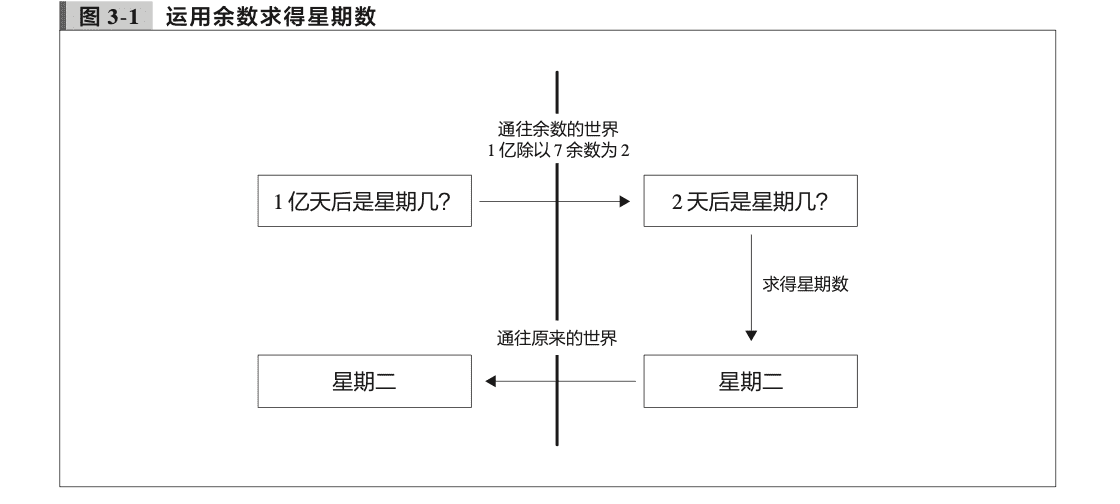 图 3-1 运用余数求得星期数
通往余数的世界
1 亿除以 7 余数为 2
1 亿天后是星期几?
2 天后是星期几?
求得星期数
通往原来的世界
星期二
星期二